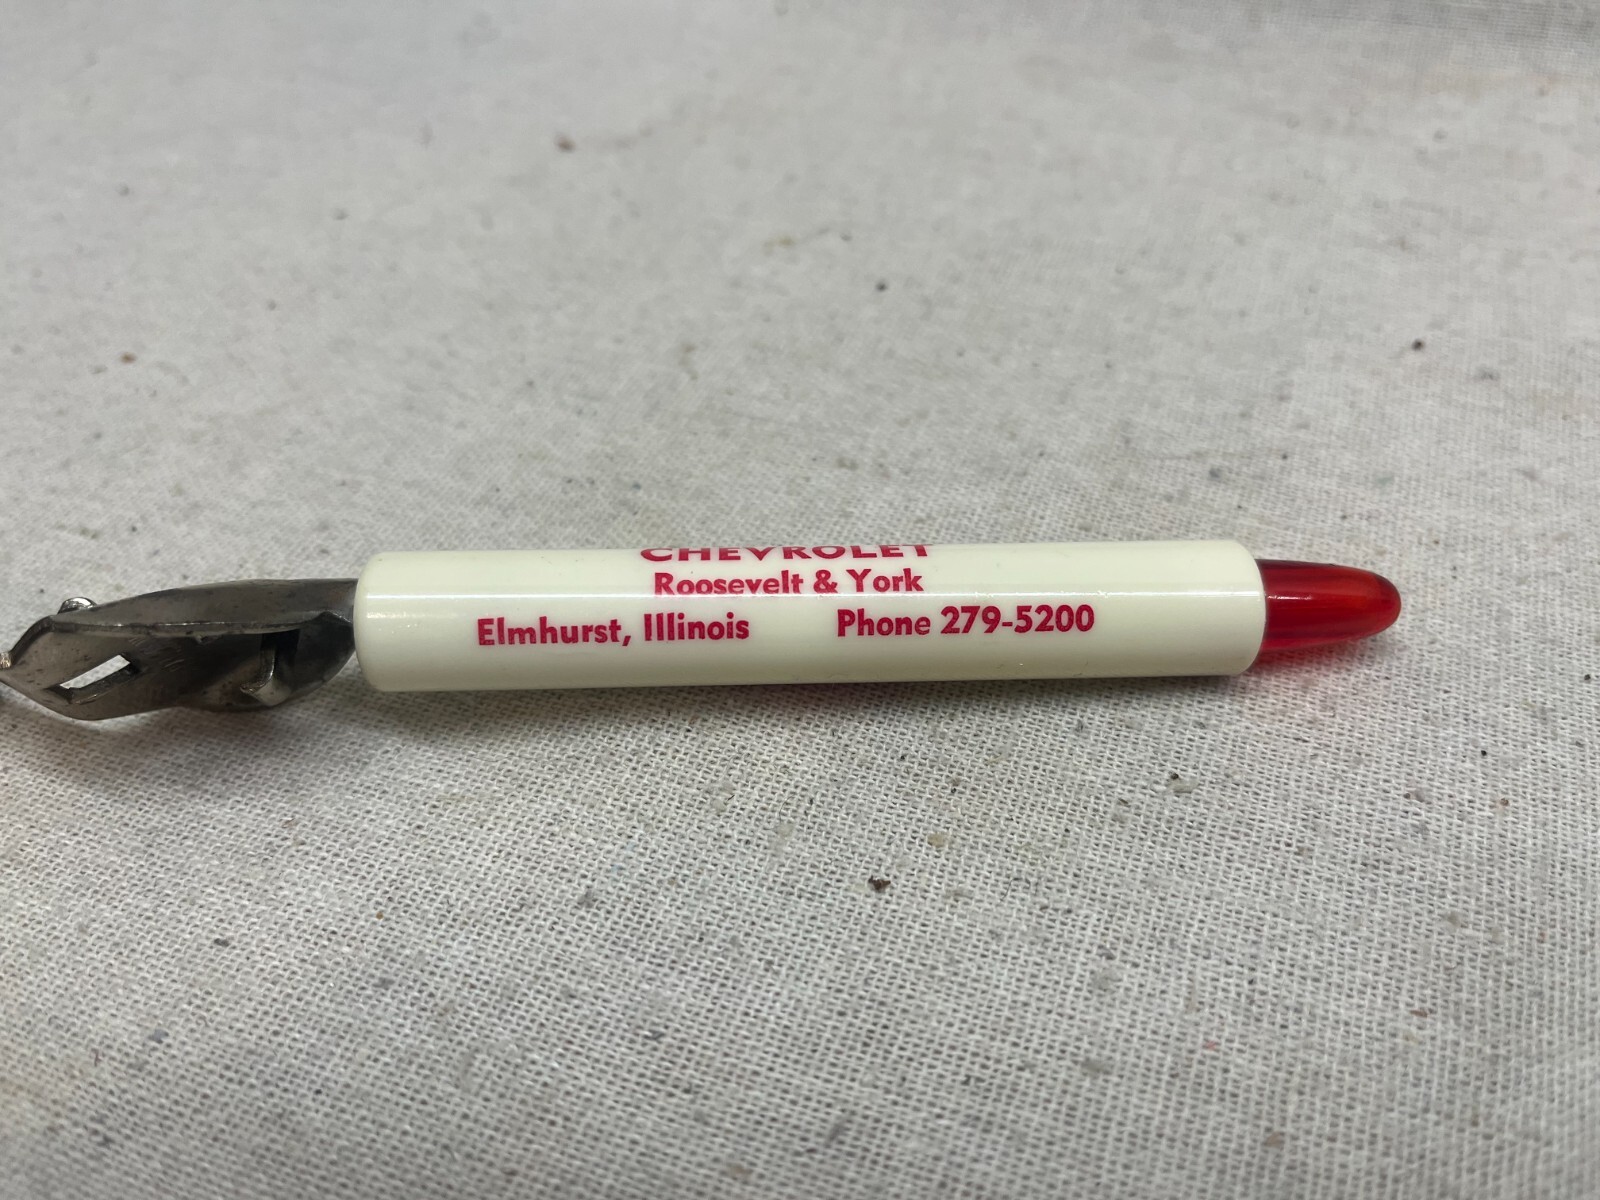 CHEVROLET
Roosevelt & York
Elmhurst, Illinois Phone 279-5200